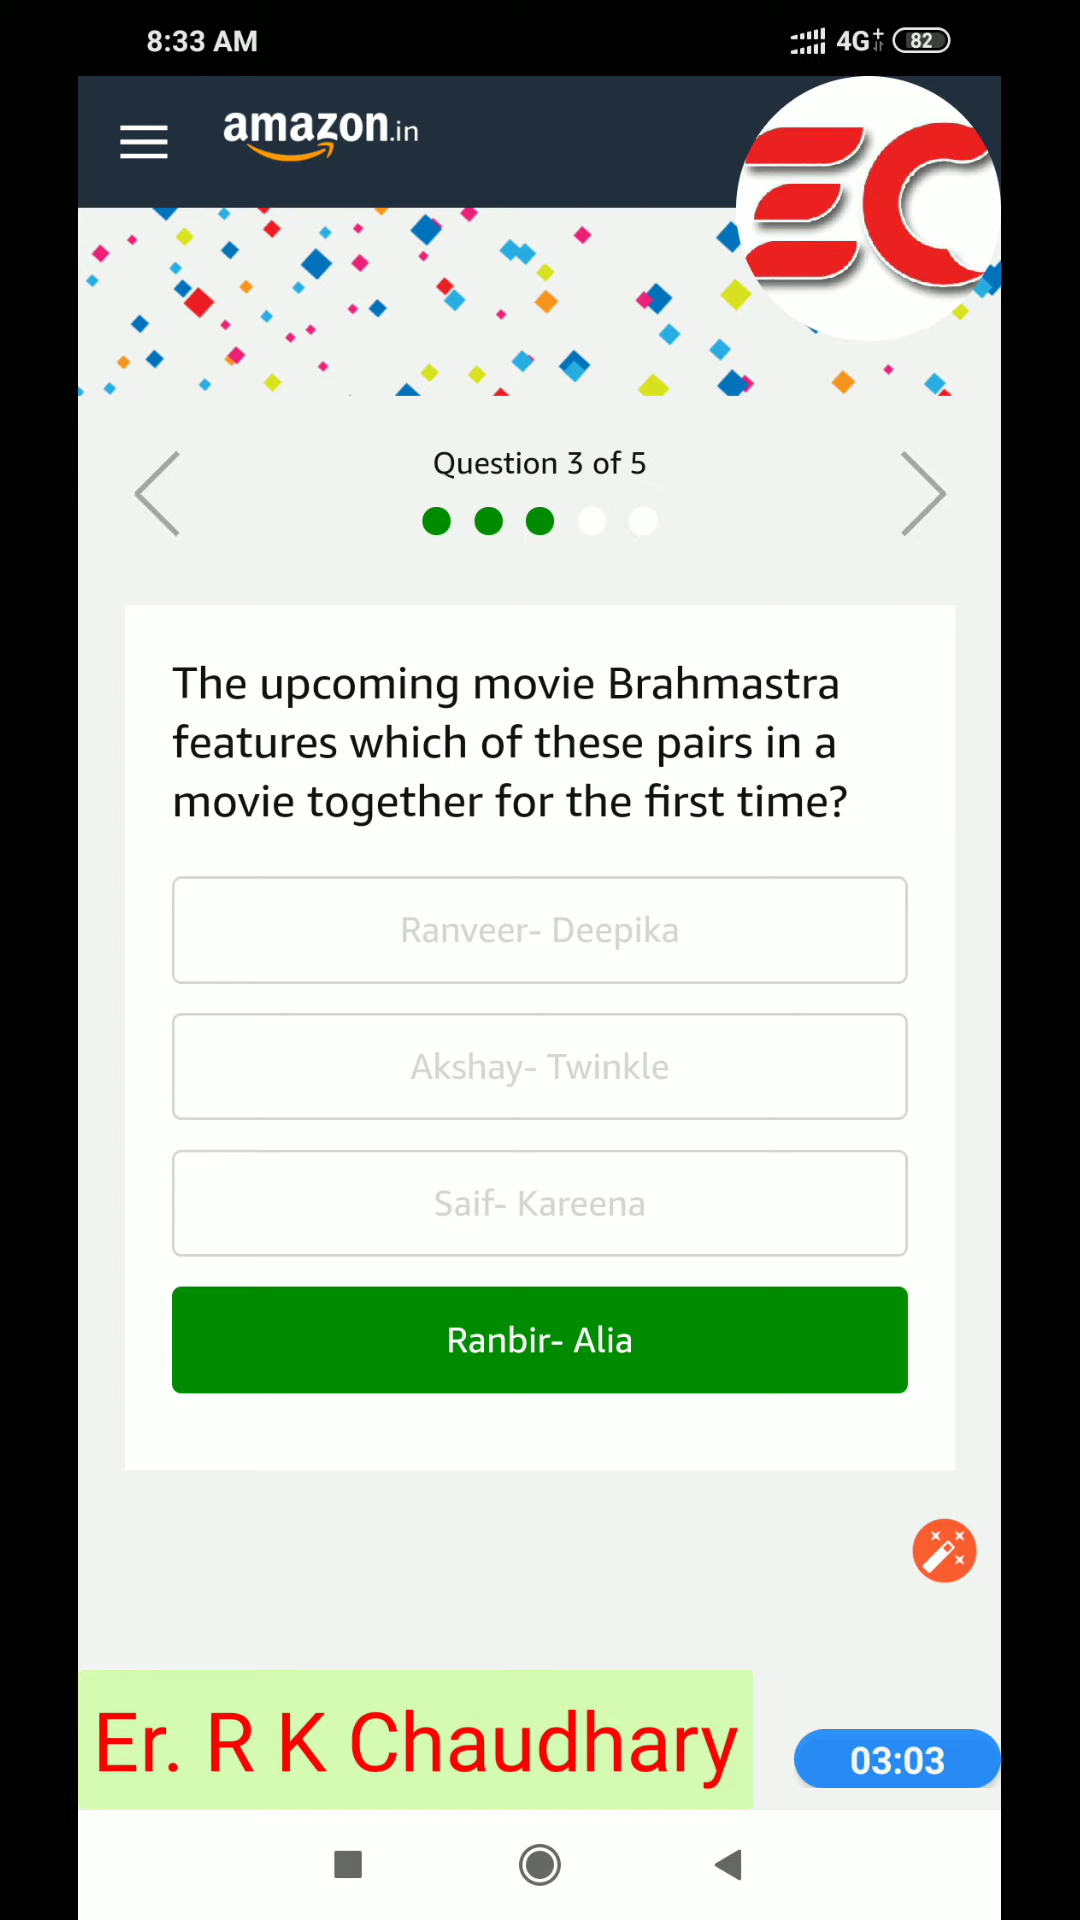 8:33 AM
4G+ 82
amazon.in
EC
Question 3 of 5
The upcoming movie Brahmastra
features which of these pairs in a
movie together for the first time?
Ranveer- Deepika
Akshay- Twinkle
Saif- Kareena
Ranbir- Alia
Er. R K Chaudhary
03:03